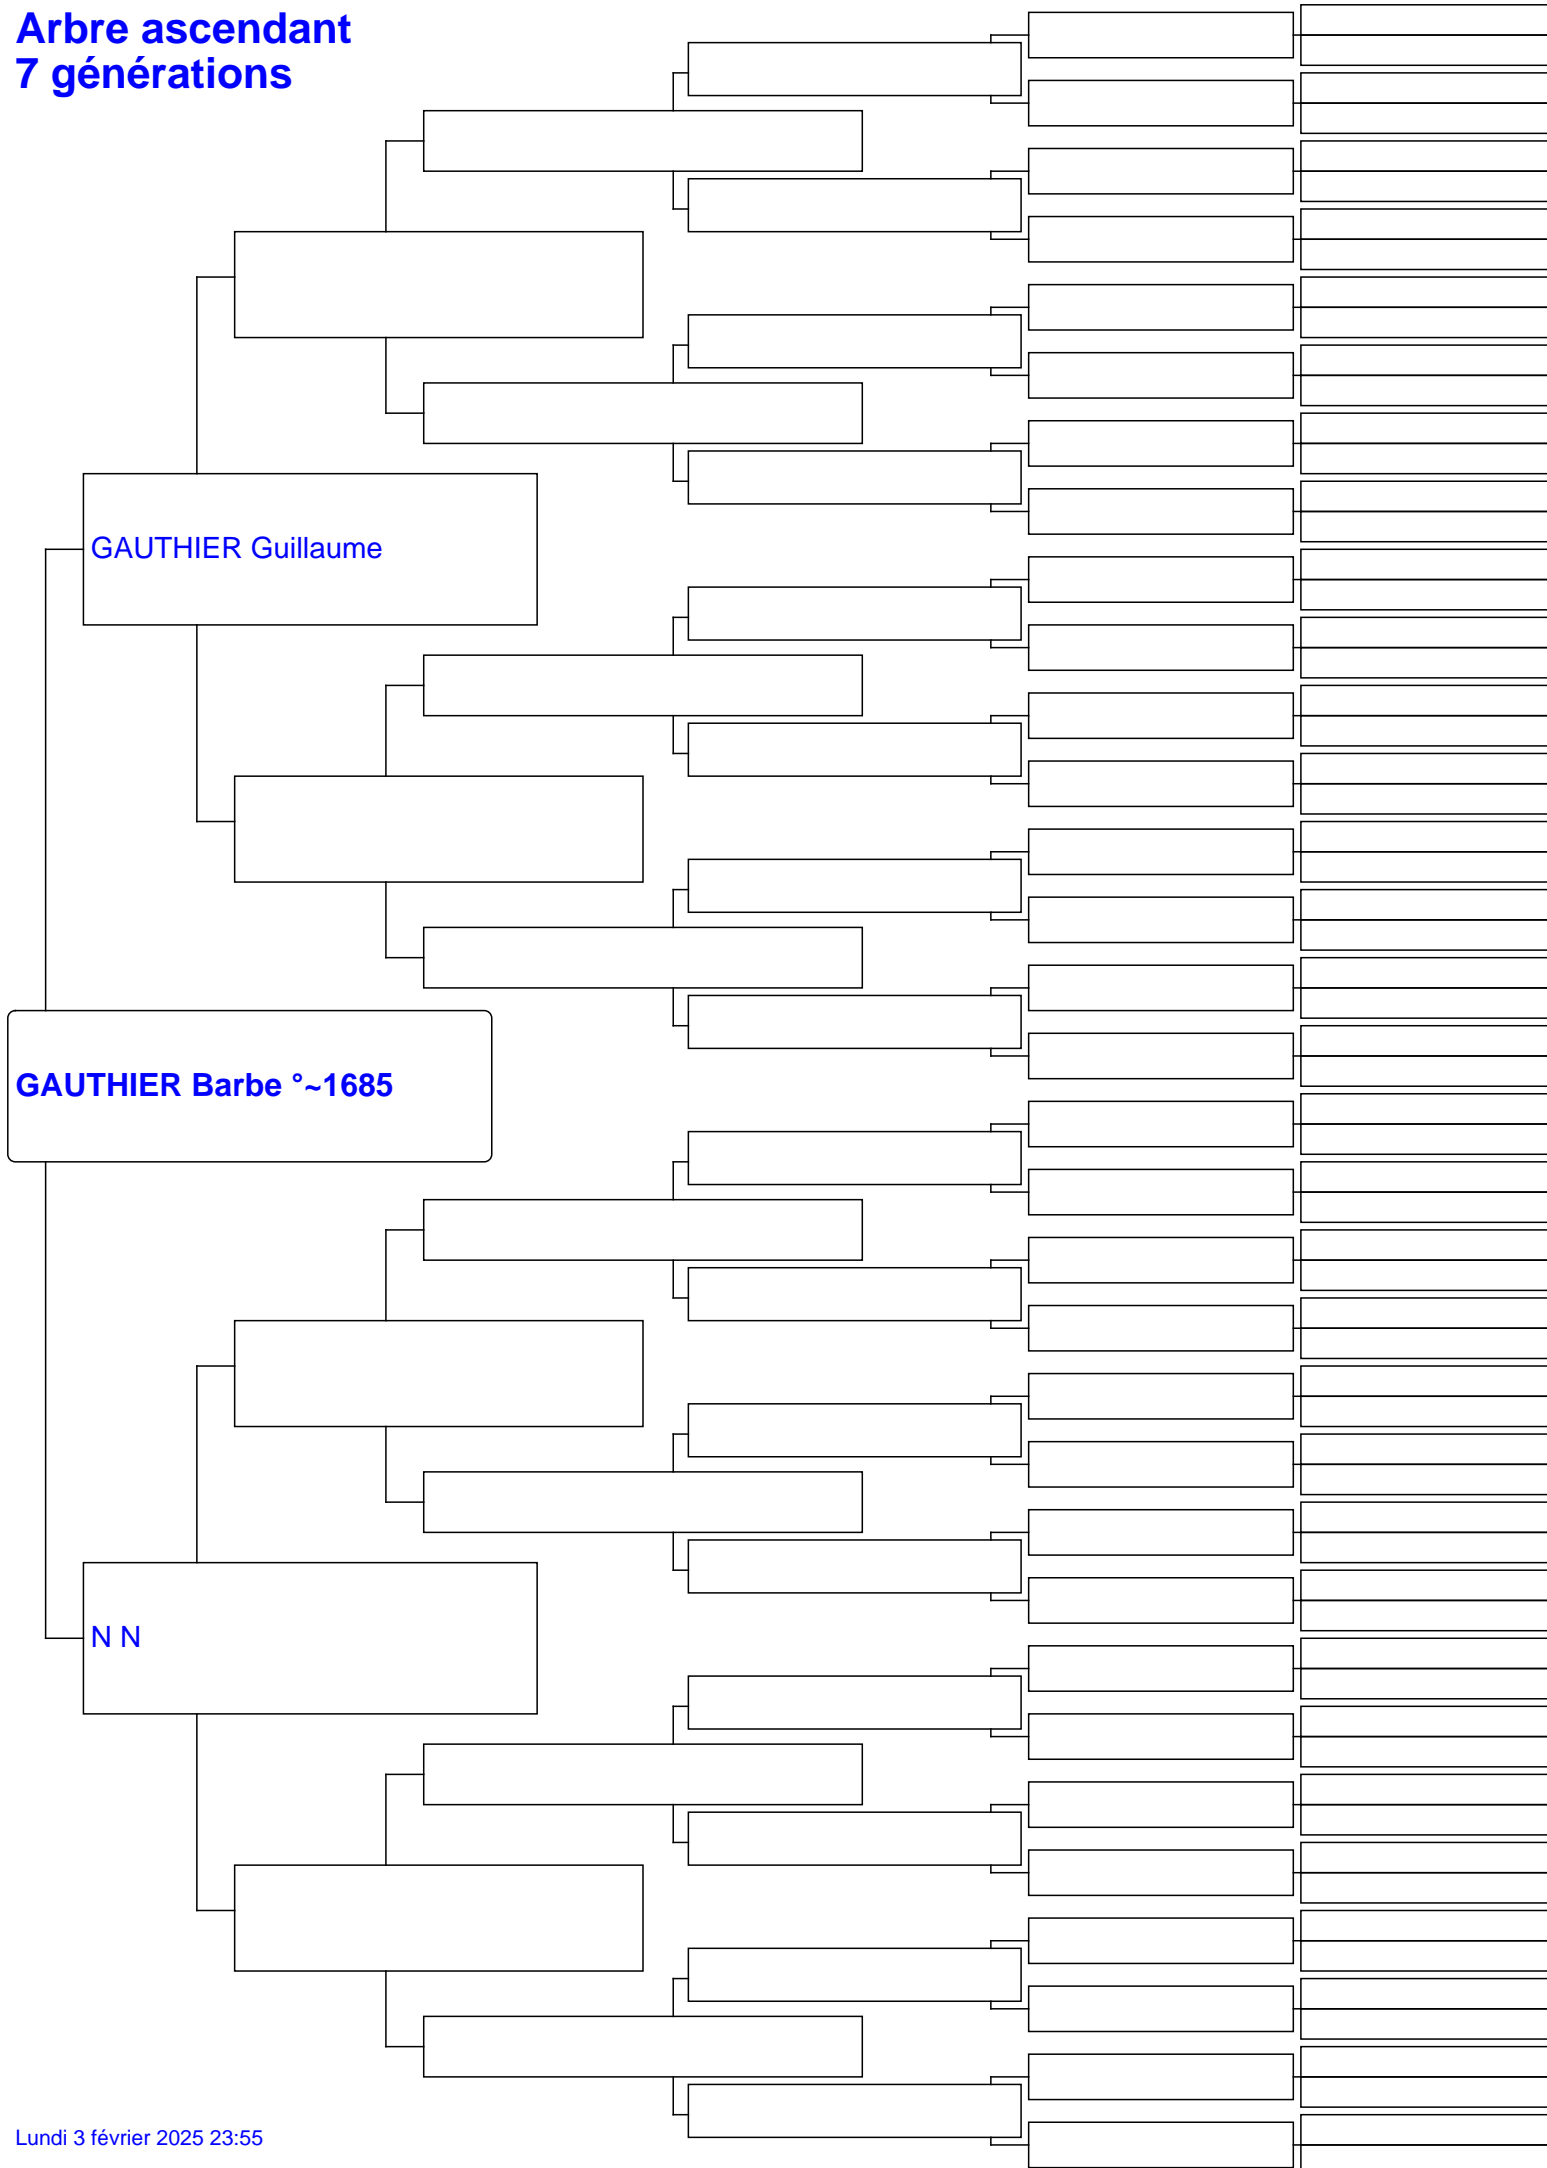 Arbre ascendant
7 générations
GAUTHIER Guillaume
GAUTHIER Barbe °~1685
N N
Lundi 3 février 2025 23:55